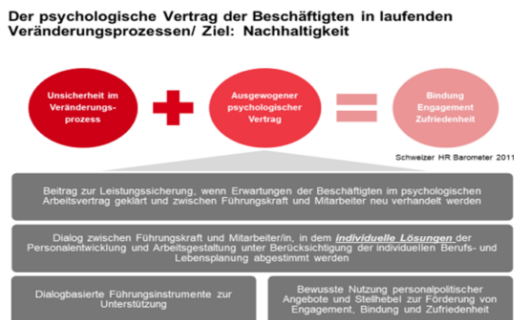 Der psychologische Vertrag der Beschäftigten in laufenden
Veränderungsprozessen/ Ziel: Nachhaltigkeit
Unsicherheit im
Veränderungs-
prozess
+
Ausgewogener
psychologischer
Vertrag
=
Bindung
Engagement
Zufriedenheit
Schweizer HR Barometer 2011
Beitrag zur Leistungssicherung, wenn Erwartungen der Beschäftigten im psychologischen
Arbeitsvertrag geklärt und zwischen Führungskraft und Mitarbeiter neu verhandelt werden
Dialog zwischen Führungskraft und Mitarbeiter/in, in dem Individuelle Lösungen der
Personalentwicklung und Arbeitsgestaltung unter Berücksichtigung der individuellen Berufs- und
Lebensplanung abgestimmt werden
Dialogbasierte Führungsinstrumente zur
Unterstützung
Bewusste Nutzung personalpolitischer
Angebote und Stellhebel zur Förderung von
Engagement, Bindung und Zufriedenheit